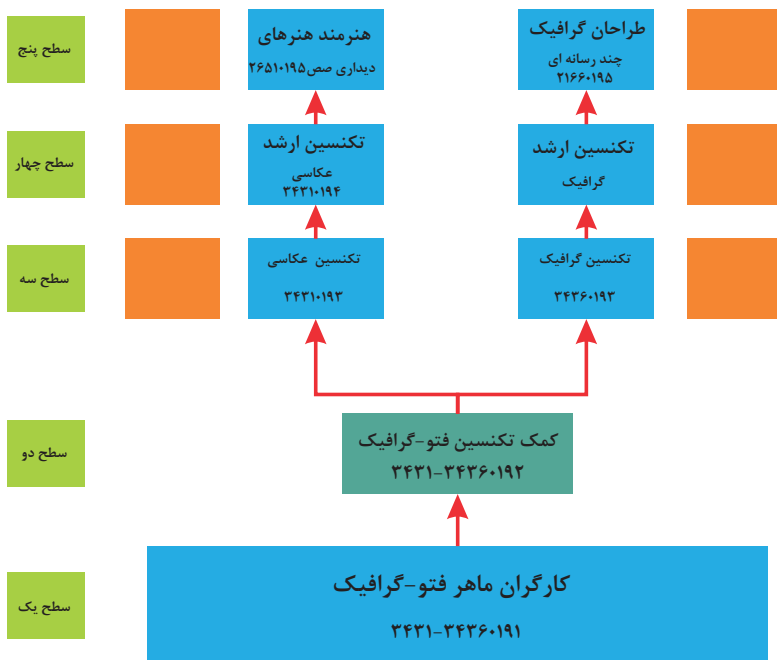 سطح پنج
هنرمند هنرهای
دیداری صص۲۶۵۱۰۱۹۵
طراحان گرافیک
چند رسانه ای
۲۱۶۶۰۱۹۵
سطح چهار
تکنسین ارشد
عکاسی
۳۴۳۱۰۱۹۴
تکنسین ارشد
گرافیک
سطح سه
تکنسین عکاسی
۳۴۳۱۰۱۹۳
تکنسین گرافیک
۳۴۳۶۰۱۹۳
سطح دو
کمک تکنسین فتو-گرافیک
۳۴۳۱-۳۴۳۶۰۱۹۲
سطح یک
کارگران ماهر فتو-گرافیک
۳۴۳۱-۳۴۳۶۰۱۹۱